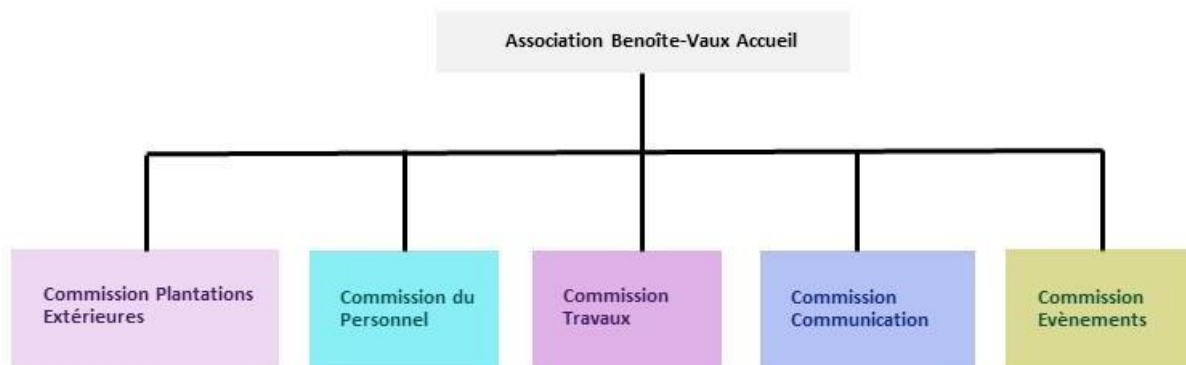 Association Benoîte-Vaux Accueil
Commission Plantations
Extérieures
Commission du
Personnel
Commission
Travaux
Commission
Communication
Commission
Evènements